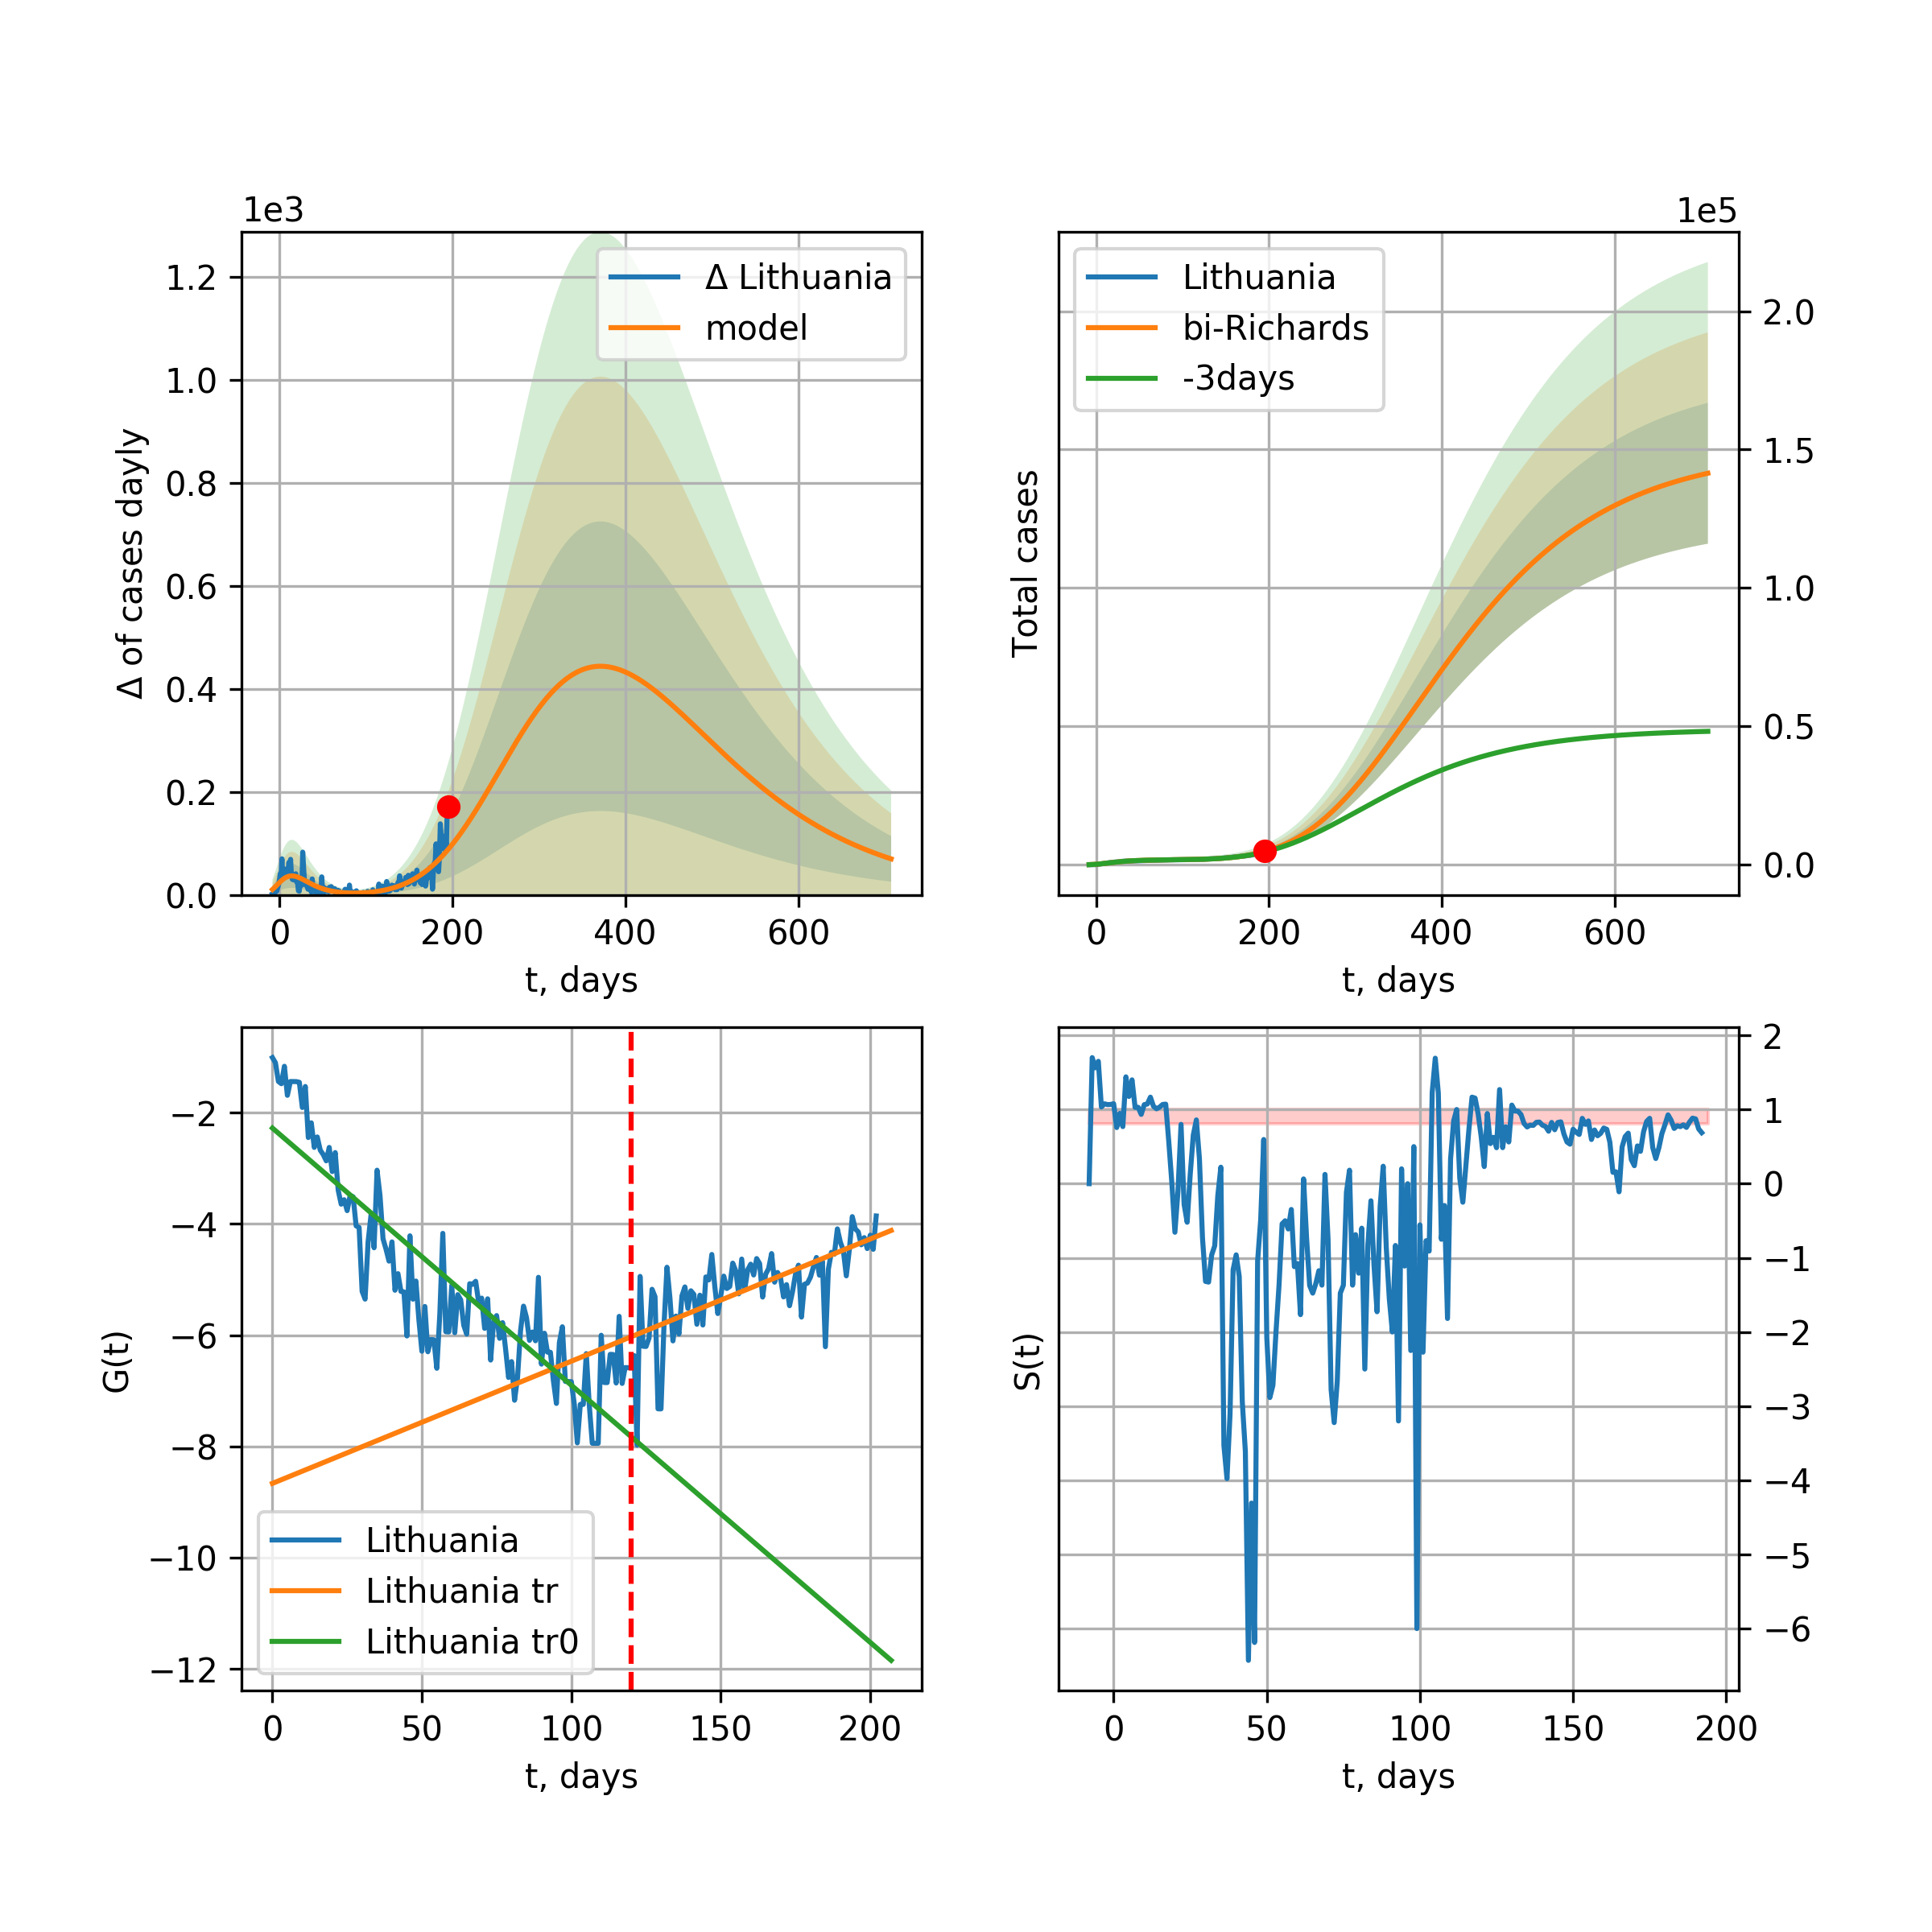 1e3
Δ of cases dayly
1.2
1.0
0.8
0.6
0.4
0.2
0.0
Δ Lithuania
model
0 200 400 600
t, days
1e5
Total cases
Lithuania
bi-Richards
-3days
2.0
1.5
1.0
0.5
0.0
0 200 400 600
t, days
G(t)
−2
−4
−6
−8
−10
−12
Lithuania
Lithuania tr
Lithuania tr0
0 50 100 150 200
t, days
S(t)
2
1
0
−1
−2
−3
−4
−5
−6
0 50 100 150 200
t, days